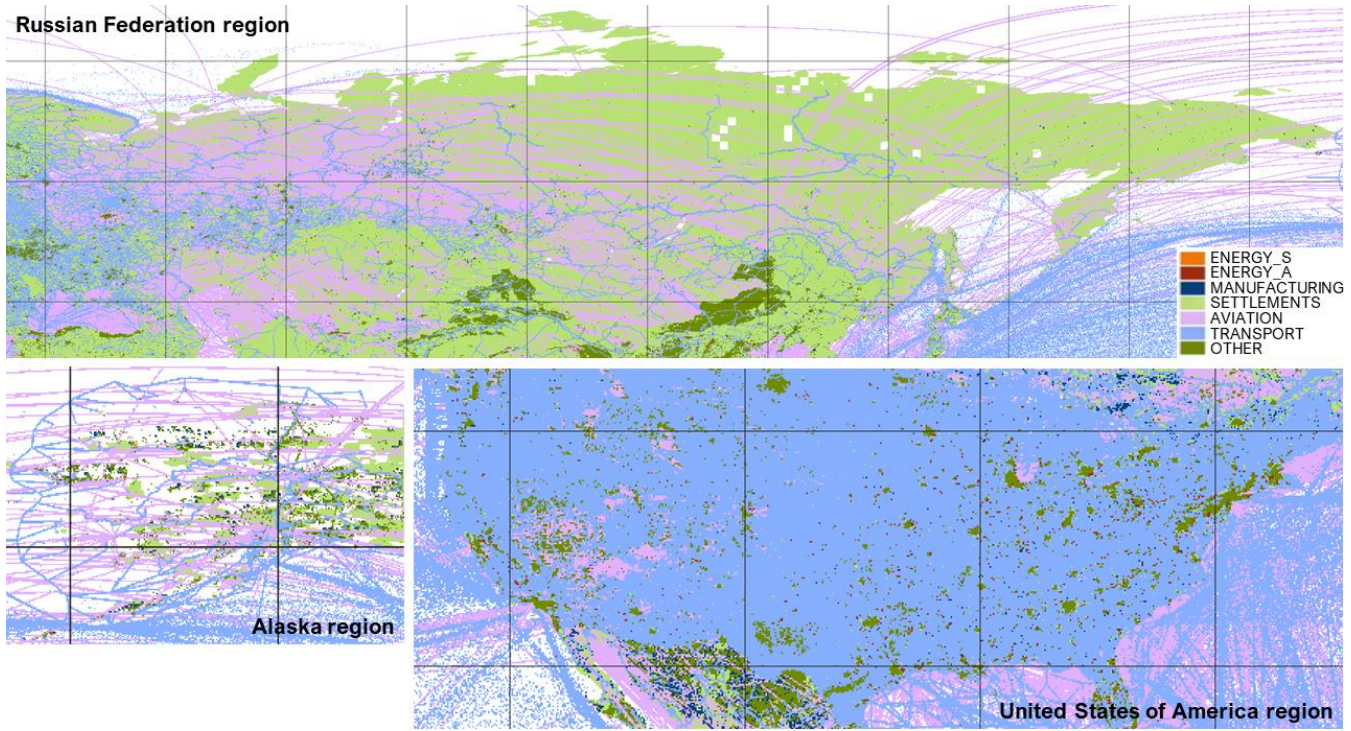 Russian Federation region
ENERGY_S
ENERGY_A
MANUFACTURING
SETTLEMENTS
AVIATION
TRANSPORT
OTHER
Alaska region
United States of America region